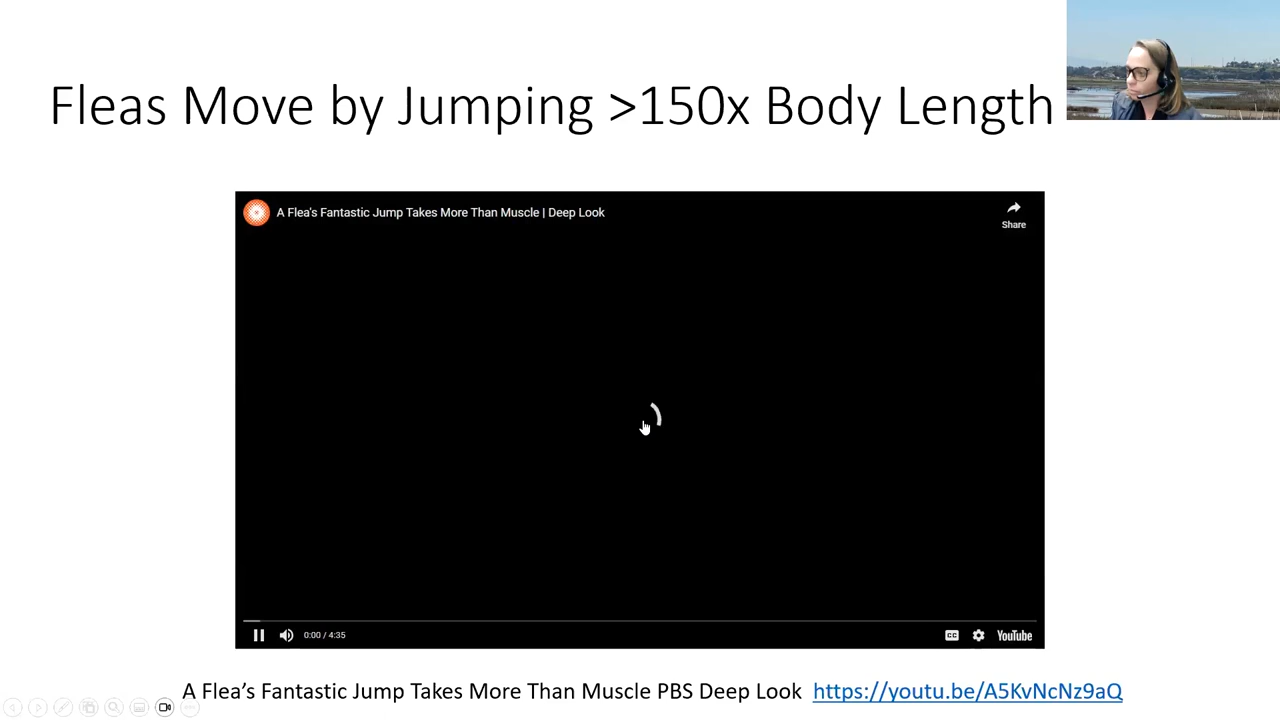 Fleas Move by Jumping >150x Body Length
A Flea's Fantastic Jump Takes More Than Muscle | Deep Look
Share
0:00 / 4:35
CC
YouTube
A Flea’s Fantastic Jump Takes More Than Muscle PBS Deep Look https://youtu.be/A5KvNcNz9aQ